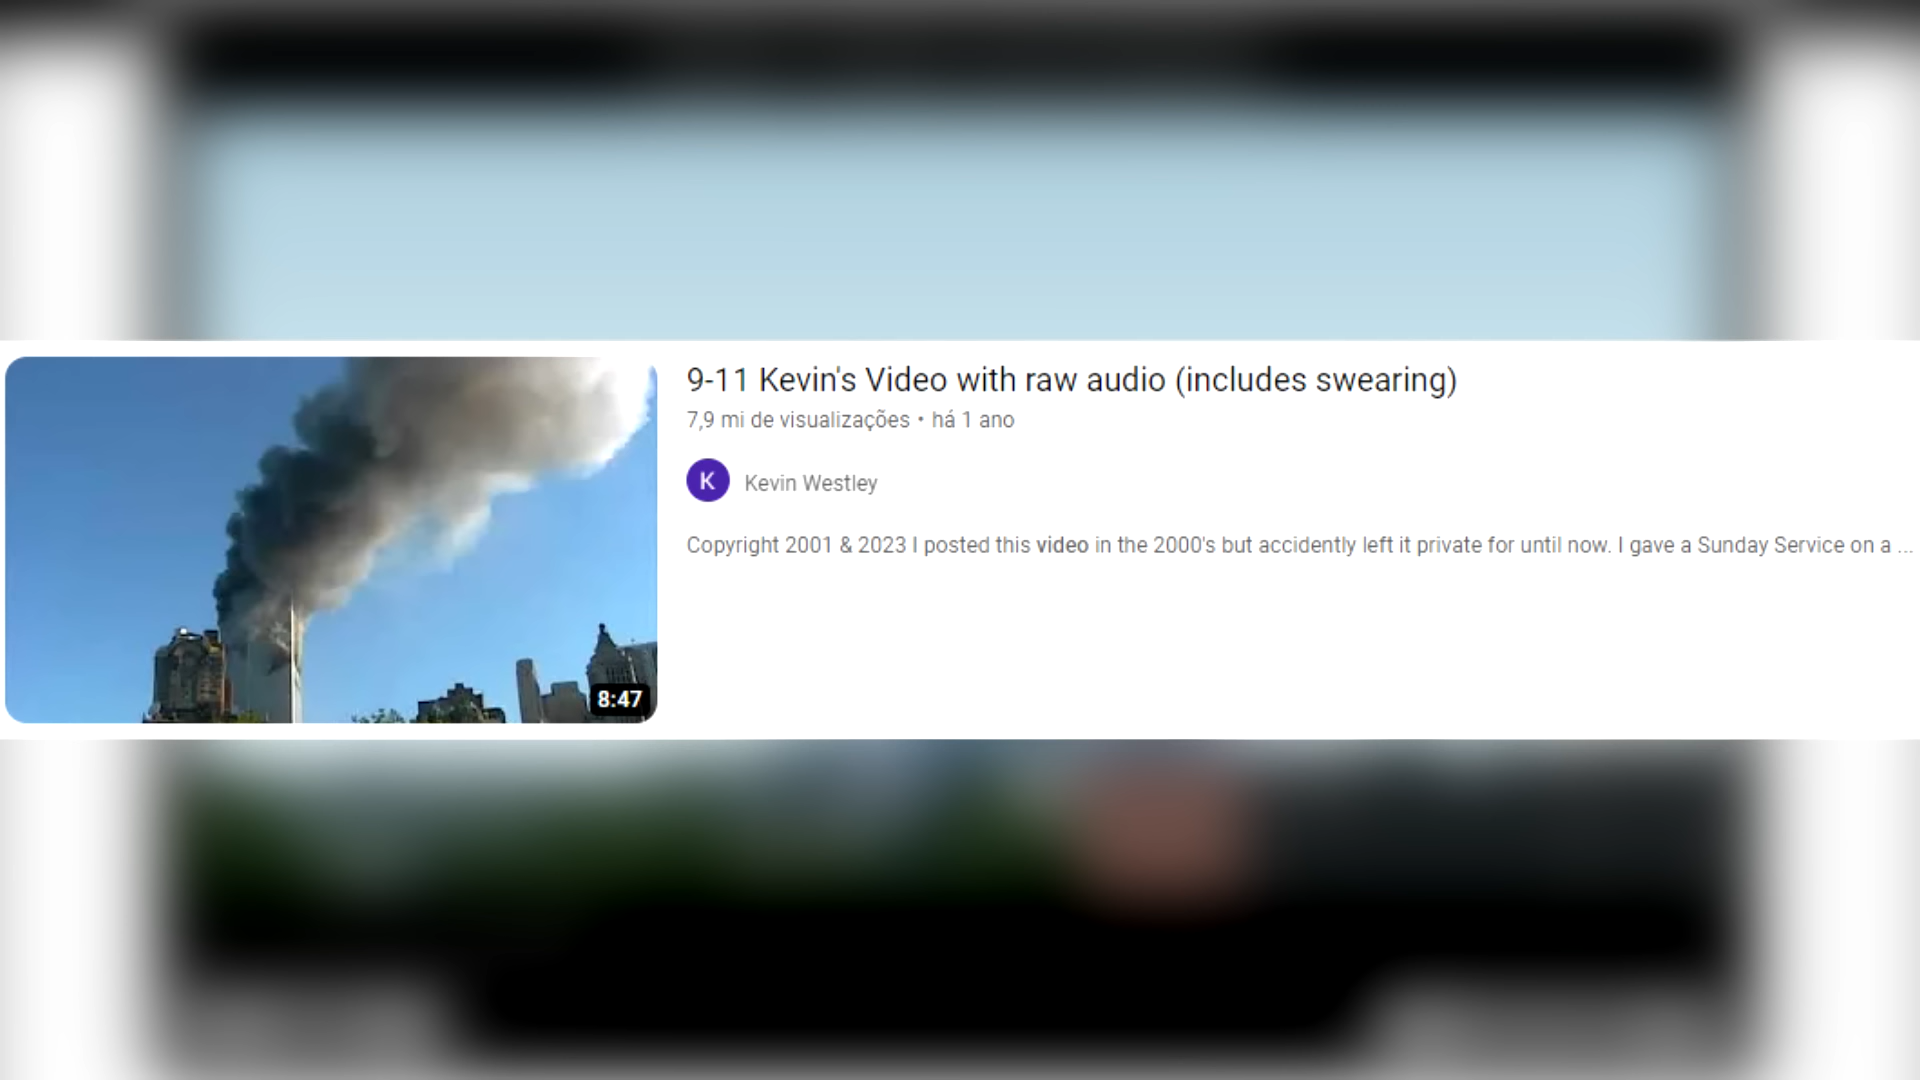 9-11 Kevin's Video with raw audio (includes swearing)
7,9 mi de visualizações • há 1 ano
K
Kevin Westley
Copyright 2001 & 2023 I posted this video in the 2000's but accidently left it private for until now. I gave a Sunday Service on a ...
8:47